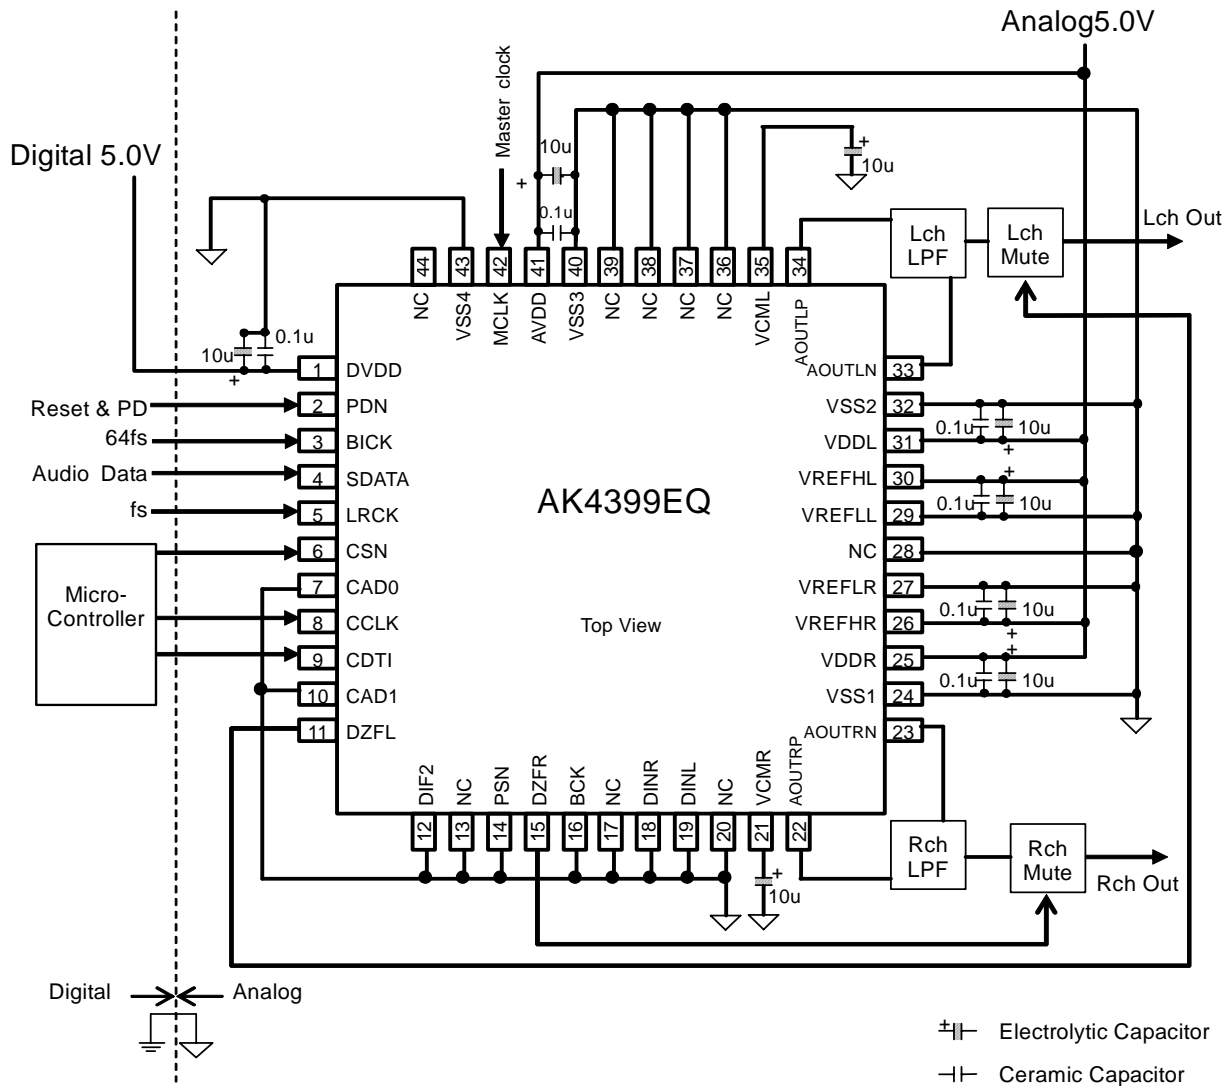 Analog5.0V
Master clock
Digital 5.0V
10u
+
0.1u
+
10u
Lch Out
Lch
LPF
Lch
Mute
44
43
42
41
40
39
38
37
36
35
34
NC
VSS4
MCLK
AVDD
VSS3
NC
NC
NC
NC
VCML
AOUTLP
10u
0.1u
+
1 DVDD
Reset & PD
2 PDN
64fs
3 BICK
Audio Data
4 SDATA
fs
5 LRCK
6 CSN
7 CAD0
Micro-
Controller
8 CCLK
9 CDTI
10 CAD1
11 DZFL
AK4399EQ
Top View
AOUTLN 33
VSS2 32
0.1u
10u
VDDL 31
+
+
VREFHL 30
0.1u
10u
VREFLL 29
NC 28
VREFLR 27
0.1u
10u
VREFHR 26
+
+
VDDR 25
0.1u
10u
VSS1 24
AOUTRN 23
DIF2
NC
PSN
DZFR
BCK
NC
DINR
DINL
NC
VCMR
AOUTRP
12
13
14
15
16
17
18
19
20
21
22
+
10u
Rch
LPF
Rch
Mute
Rch Out
Digital
Analog
+
Electrolytic Capacitor
Ceramic Capacitor